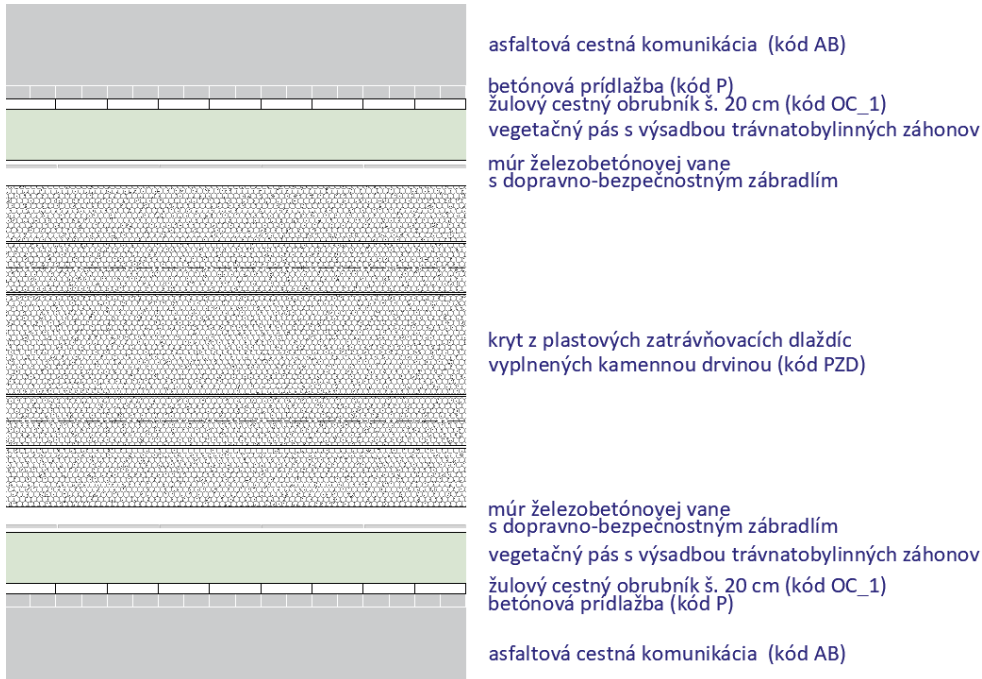 asfaltová cestná komunikácia (kód AB)
betónová prídlažba (kód P)
žulový cestný obrubník š. 20 cm (kód OC_1)
vegetačný pás s výsadbou trávnatobylinných záhonov
múr železobetónovej vane
s dopravno-bezpečnostným zábradlím
kryt z plastových zatrávňovacích dlaždíc
vyplnených kamennou drvinou (kód PZD)
múr železobetónovej vane
s dopravno-bezpečnostným zábradlím
vegetačný pás s výsadbou trávnatobylinných záhonov
žulový cestný obrubník š. 20 cm (kód OC_1)
betónová prídlažba (kód P)
asfaltová cestná komunikácia (kód AB)